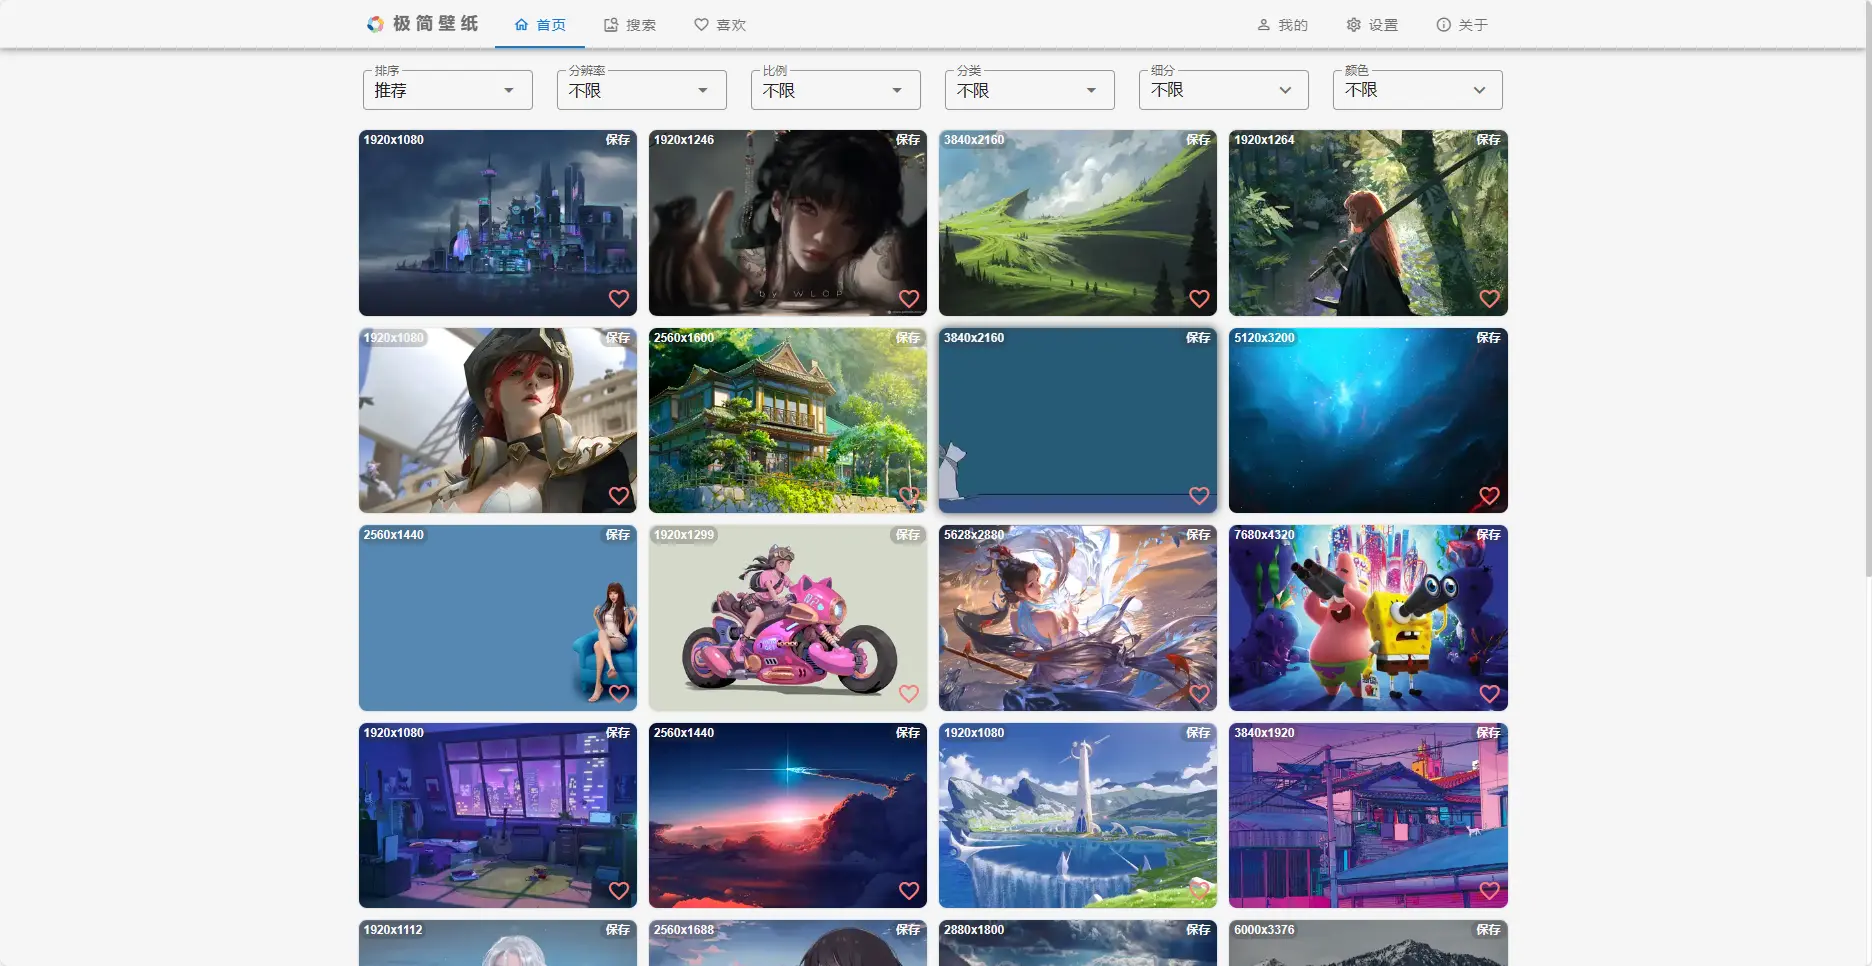 极简壁纸 首页 搜索 喜欢 我的 设置 关于
排序 分辨率 比例 分类 细分 颜色
推荐 不限 不限 不限 不限 不限
1920x1080 保存 1920x1246 保存 3840x2160 保存 1920x1264 保存
by WLOP
1920x1080 保存 2560x1600 保存 3840x2160 保存 5120x3200 保存
2560x1440 保存 1920x1299 保存 5628x2880 保存 7680x4320 保存
1920x1080 保存 2560x1440 保存 1920x1080 保存 3840x1920 保存
1920x1112 保存 2560x1688 保存 2880x1800 保存 6000x3376 保存